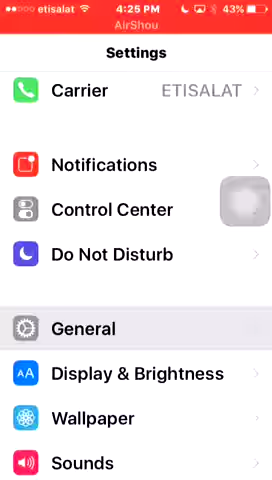 etisalat 4:25 PM 43%
AirShou
Settings
Carrier ETISALAT
Notifications
Control Center
Do Not Disturb
General
AA Display & Brightness
Wallpaper
Sounds